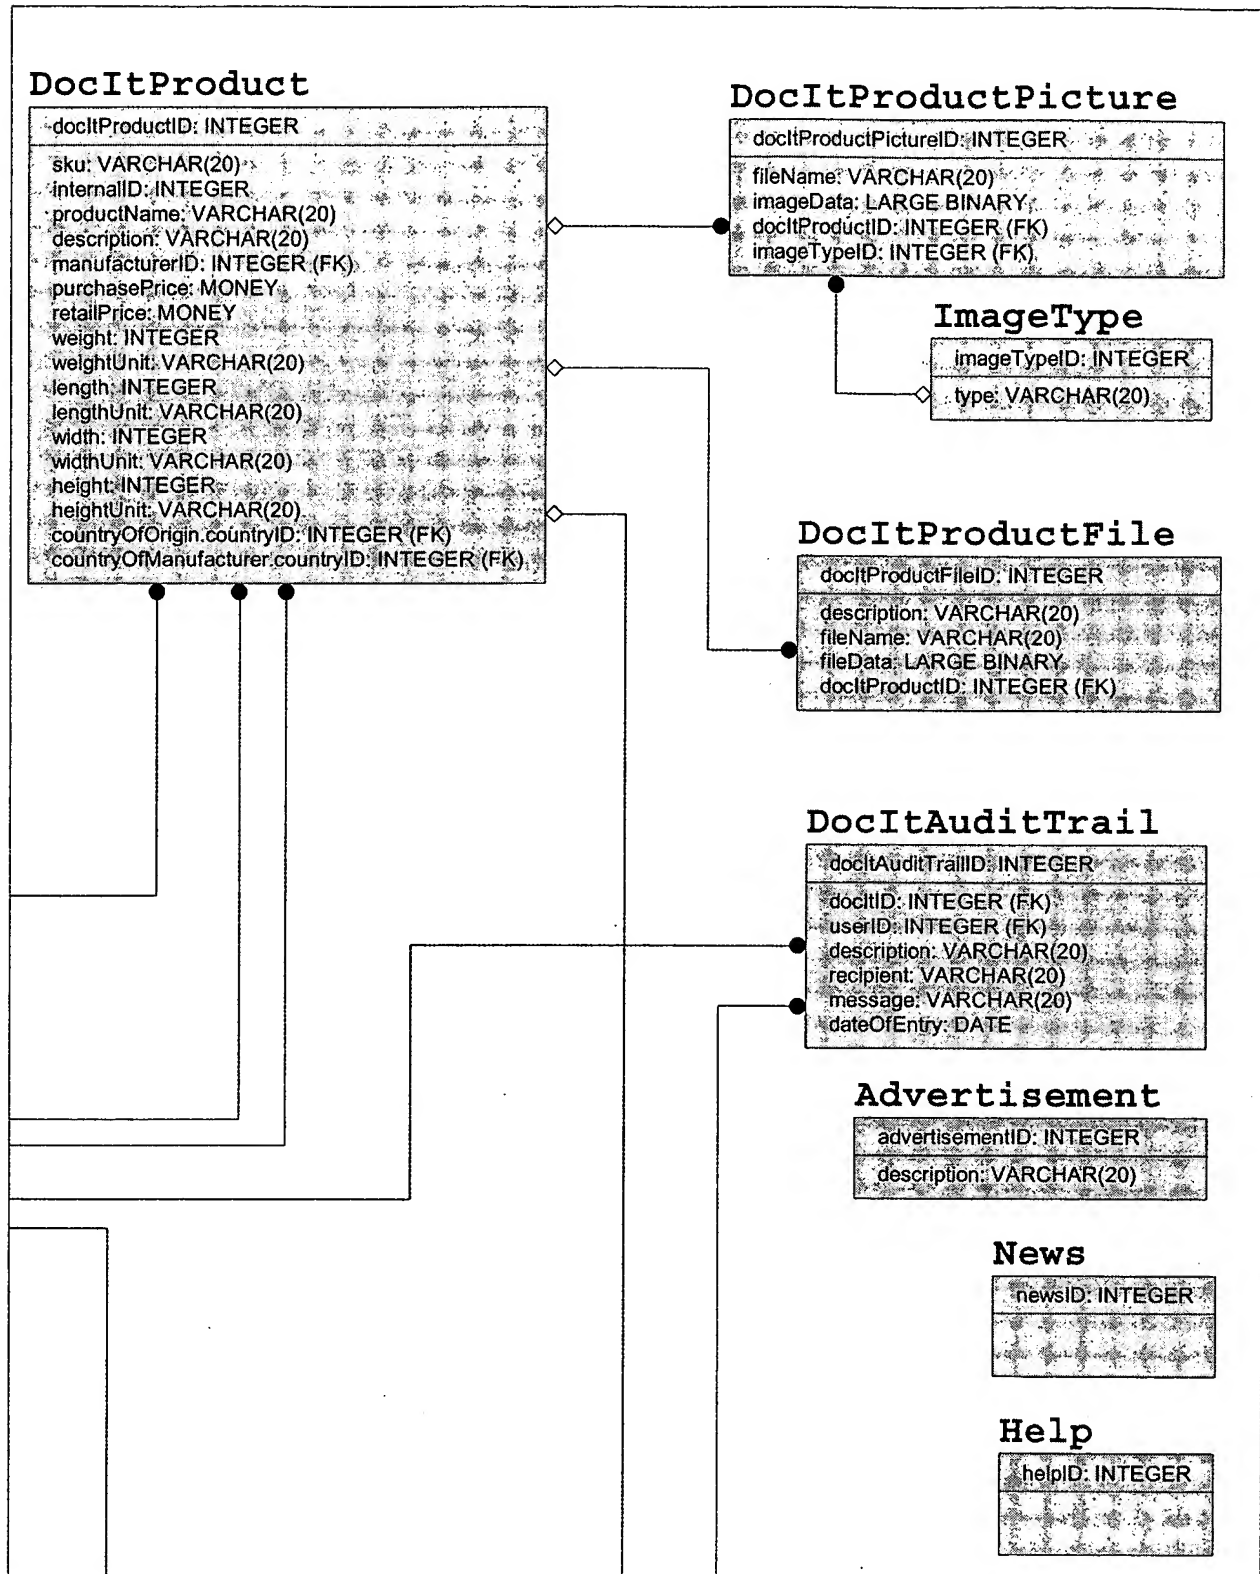 DocItProduct
docItProductID: INTEGER
sku: VARCHAR(20)
internalID: INTEGER
productName: VARCHAR(20)
description: VARCHAR(20)
manufacturerID: INTEGER (FK)
purchasePrice: MONEY
retailPrice: MONEY
weight: INTEGER
weightUnit: VARCHAR(20)
length: INTEGER
lengthUnit: VARCHAR(20)
width: INTEGER
widthUnit: VARCHAR(20)
height: INTEGER
heightUnit: VARCHAR(20)
countryOfOrigin.countryID: INTEGER (FK)
countryOfManufacturer.countryID: INTEGER (FK)
DocItProductPicture
docItProductPictureID: INTEGER
fileName: VARCHAR(20)
imageData: LARGE BINARY
docItProductID: INTEGER (FK)
imageTypeID: INTEGER (FK)
ImageType
imageTypeID: INTEGER
type: VARCHAR(20)
DocItProductFile
docItProductFileID: INTEGER
description: VARCHAR(20)
fileName: VARCHAR(20)
fileData: LARGE BINARY
docItProductID: INTEGER (FK)
DocItAuditTrail
docItAuditTrailID: INTEGER
docItID: INTEGER (FK)
userID: INTEGER (FK)
description: VARCHAR(20)
recipient: VARCHAR(20)
message: VARCHAR(20)
dateOfEntry: DATE
Advertisement
advertisementID: INTEGER
description: VARCHAR(20)
News
newsID: INTEGER
Help
helpID: INTEGER